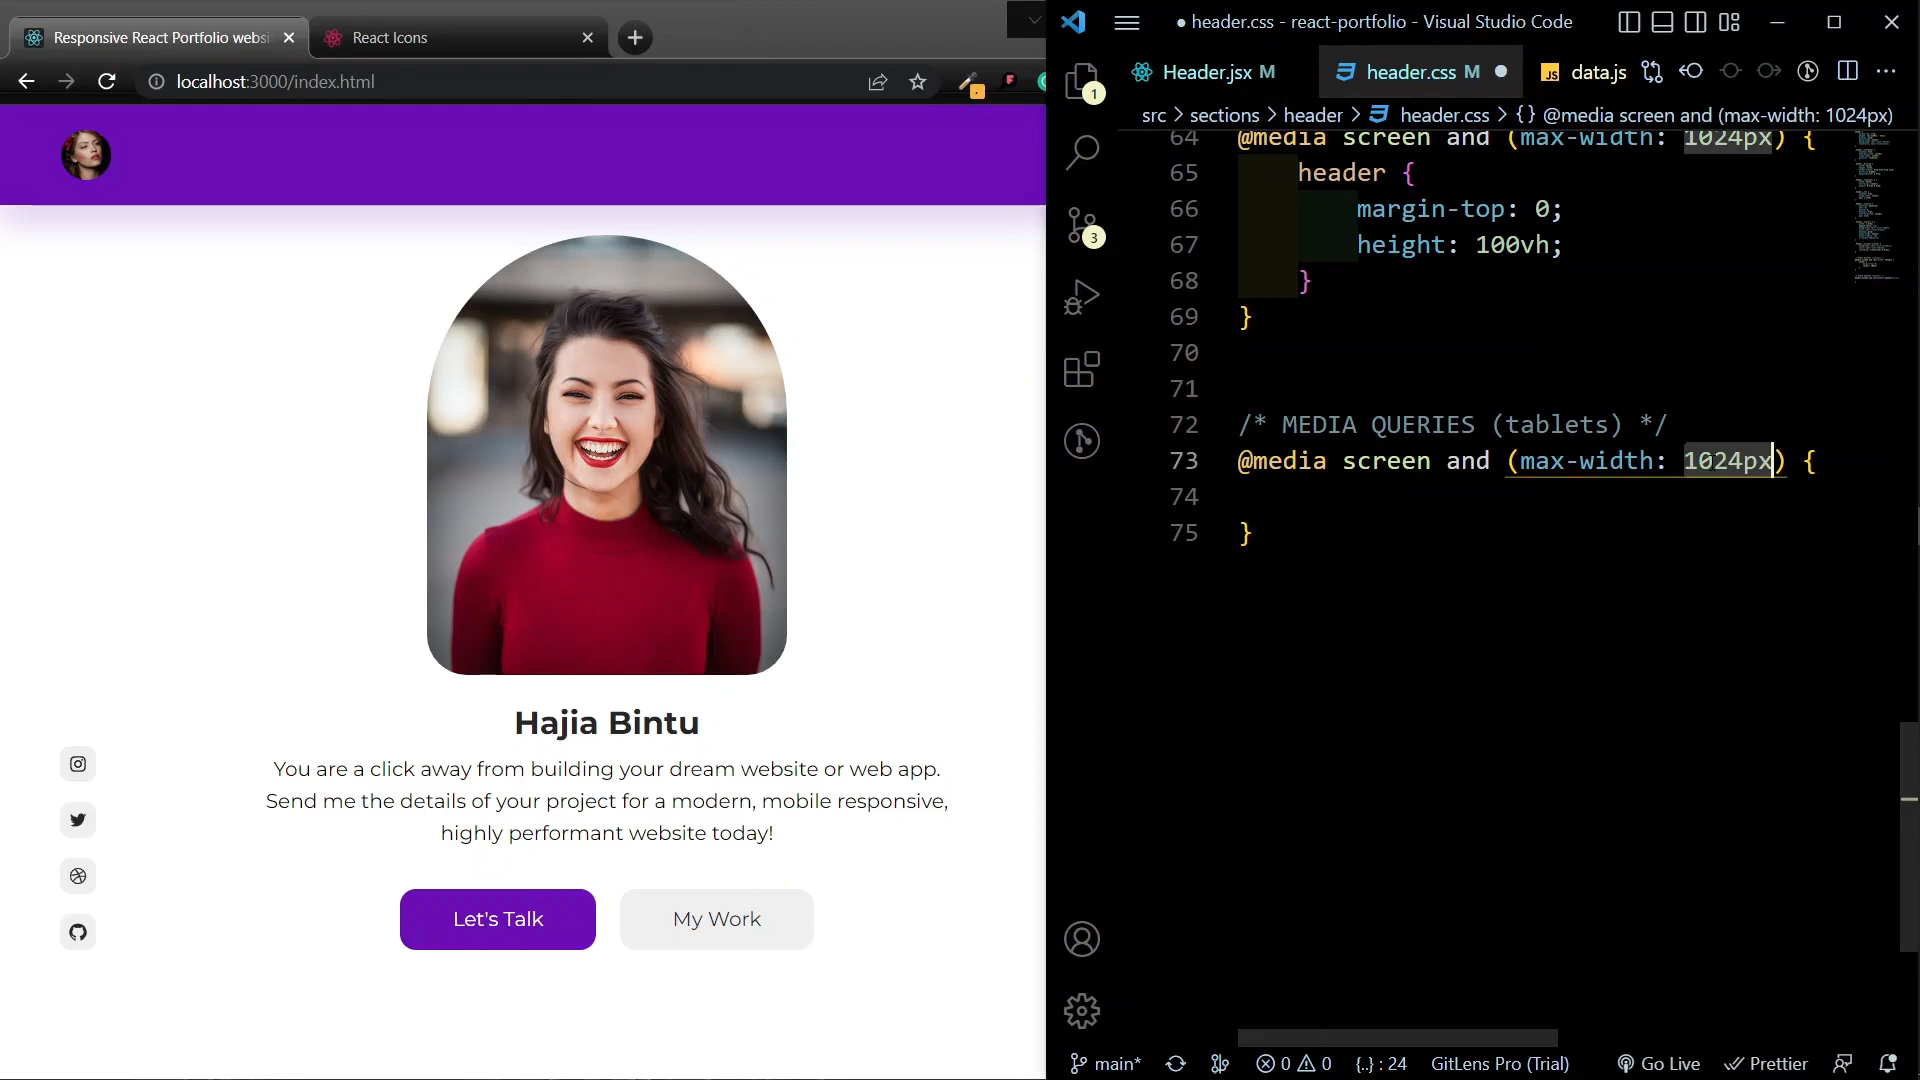 Responsive React Portfolio websi
React Icons
localhost:3000/index.html
Hajia Bintu
You are a click away from building your dream website or web app.
Send me the details of your project for a modern, mobile responsive,
highly performant website today!
Let's Talk
My Work
header.css - react-portfolio - Visual Studio Code
Header.jsx M
header.css M
JS data.js
src > sections > header > header.css > {} @media screen and (max-width: 1024px)
64 @media screen and (max-width: 1024px) {
65 header {
66 margin-top: 0;
67 height: 100vh;
68 }
69 }
70
71
72 /* MEDIA QUERIES (tablets) */
73 @media screen and (max-width: 1024px) {
74
75 }
1
3
main*
0 0
{..} : 24
GitLens Pro (Trial)
Go Live
Prettier